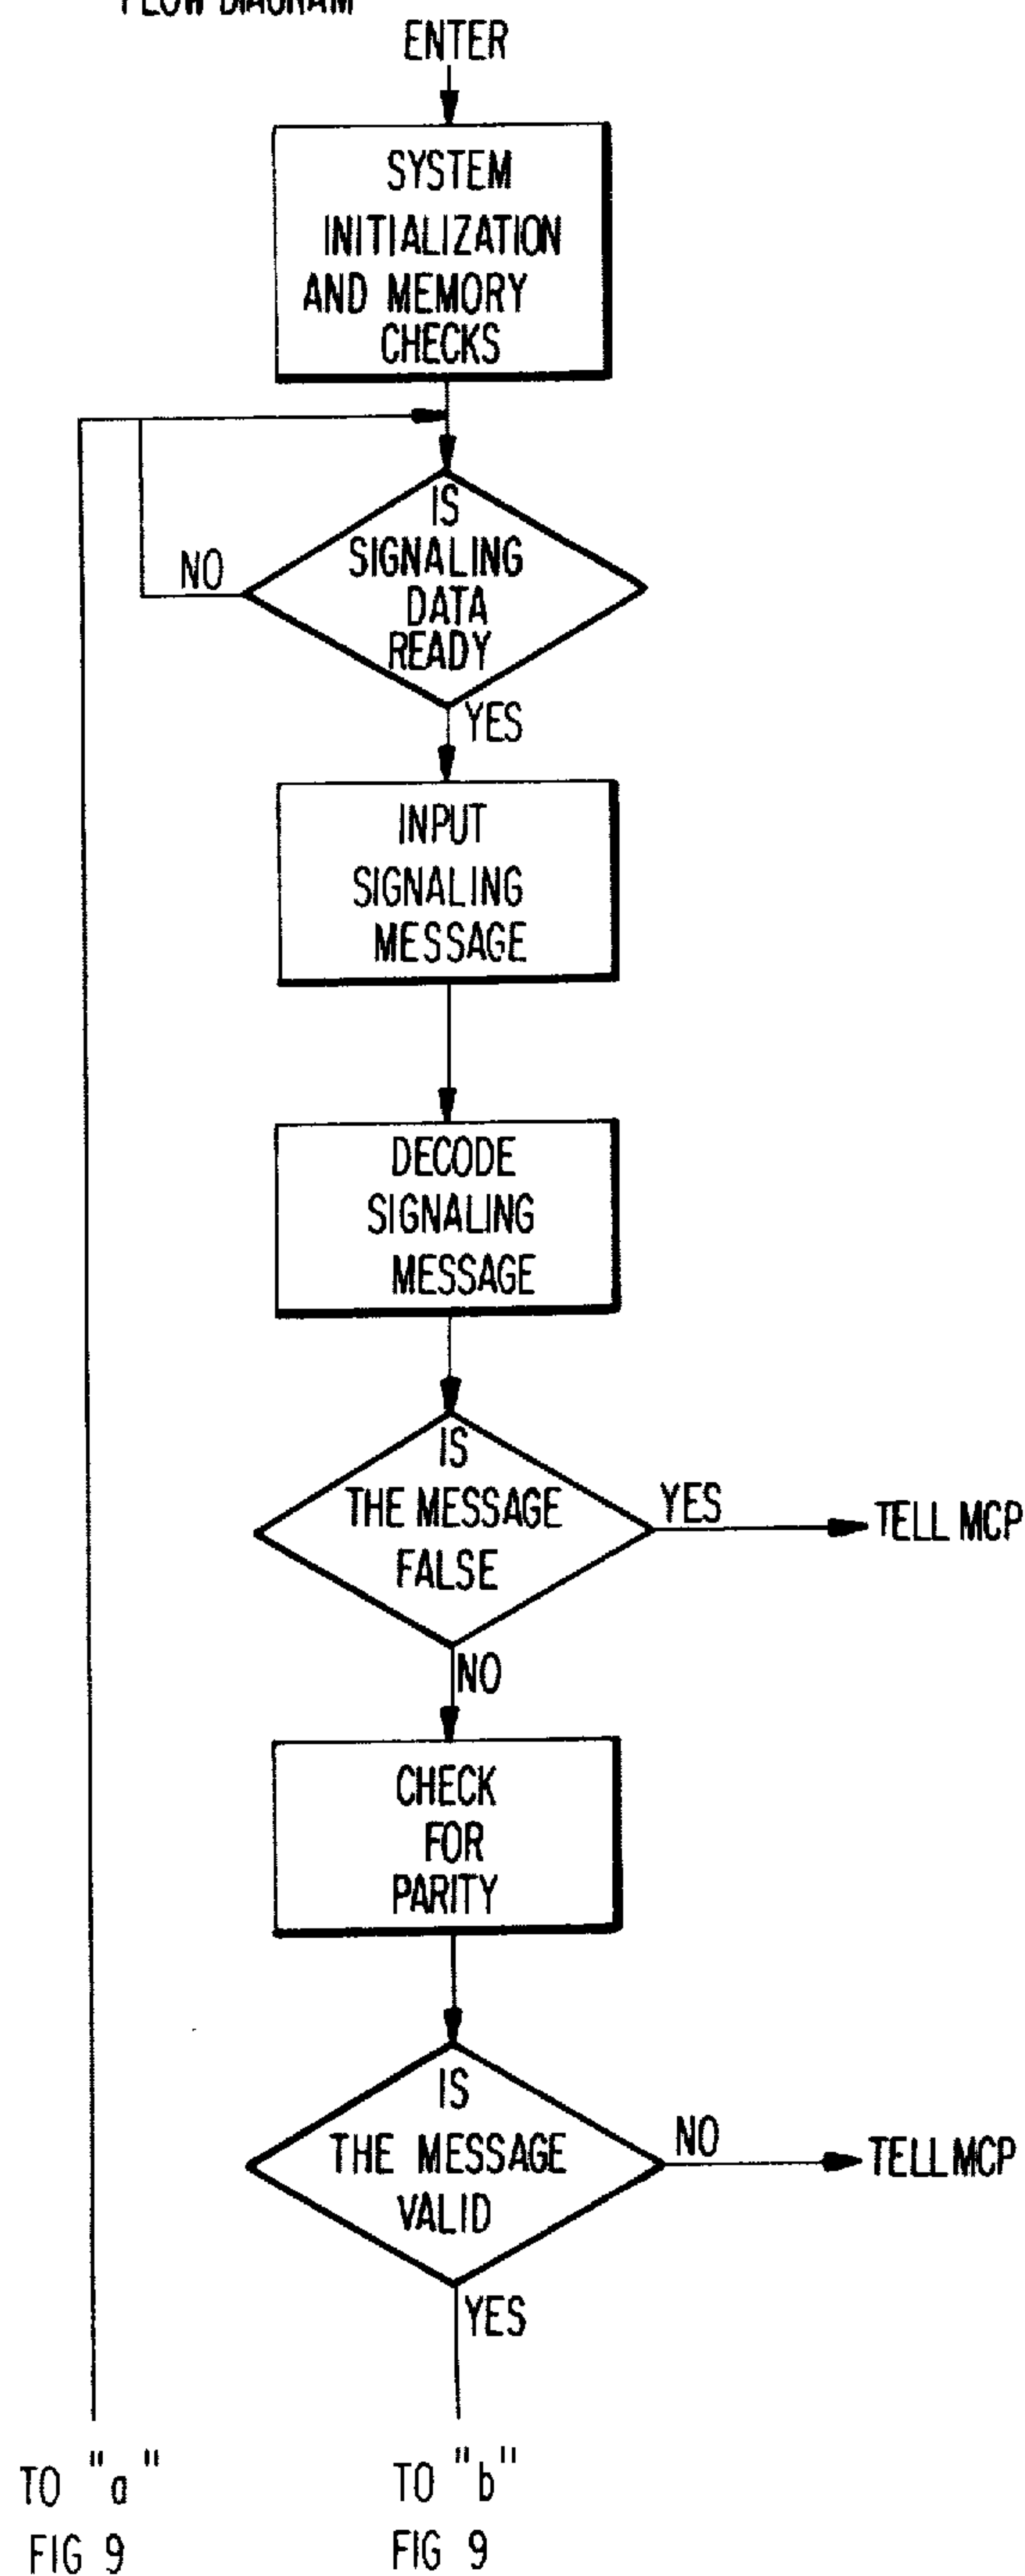 FLOW DIAGRAM
ENTER
SYSTEM
INITIALIZATION
AND MEMORY
CHECKS
IS
SIGNALING
DATA
READY
NO
YES
INPUT
SIGNALING
MESSAGE
DECODE
SIGNALING
MESSAGE
IS
THE MESSAGE
FALSE
YES
TELL MCP
NO
CHECK
FOR
PARITY
IS
THE MESSAGE
VALID
NO
TELL MCP
YES
TO "a"
FIG 9
TO "b"
FIG 9